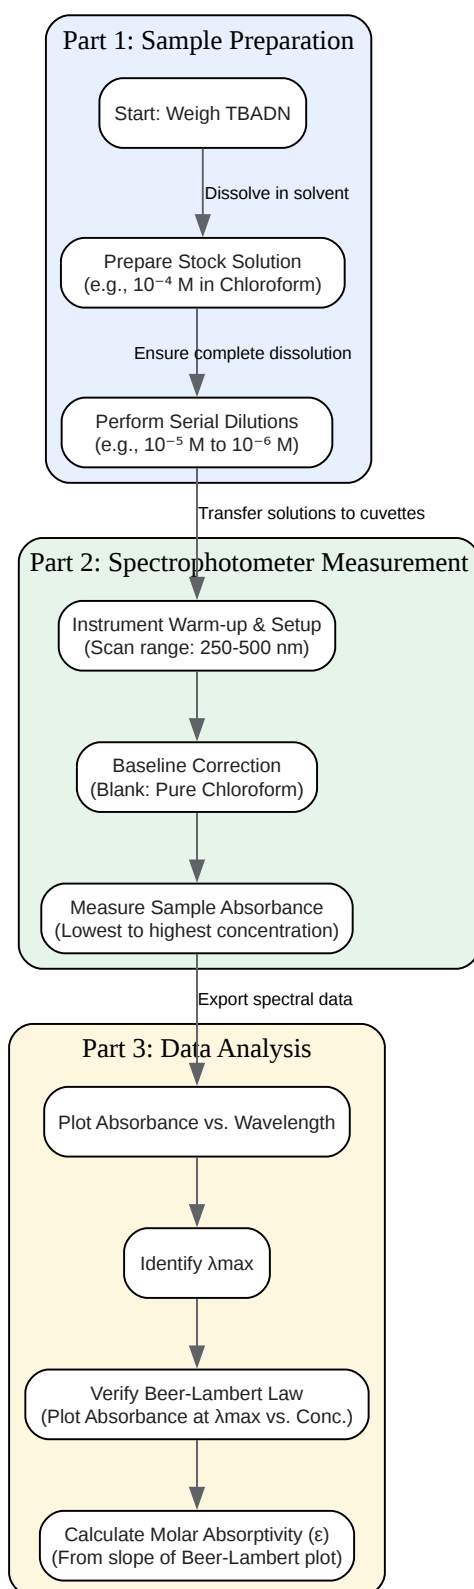 Part 1: Sample Preparation
Start: Weigh TBADN
Dissolve in solvent
Prepare Stock Solution
(e.g., 10⁻⁴ M in Chloroform)
Ensure complete dissolution
Perform Serial Dilutions
(e.g., 10⁻⁵ M to 10⁻⁶ M)
Transfer solutions to cuvettes
Part 2: Spectrophotometer Measurement
Instrument Warm-up & Setup
(Scan range: 250-500 nm)
Baseline Correction
(Blank: Pure Chloroform)
Measure Sample Absorbance
(Lowest to highest concentration)
Export spectral data
Part 3: Data Analysis
Plot Absorbance vs. Wavelength
Identify λmax
Verify Beer-Lambert Law
(Plot Absorbance at λmax vs. Conc.)
Calculate Molar Absorptivity (ε)
(From slope of Beer-Lambert plot)